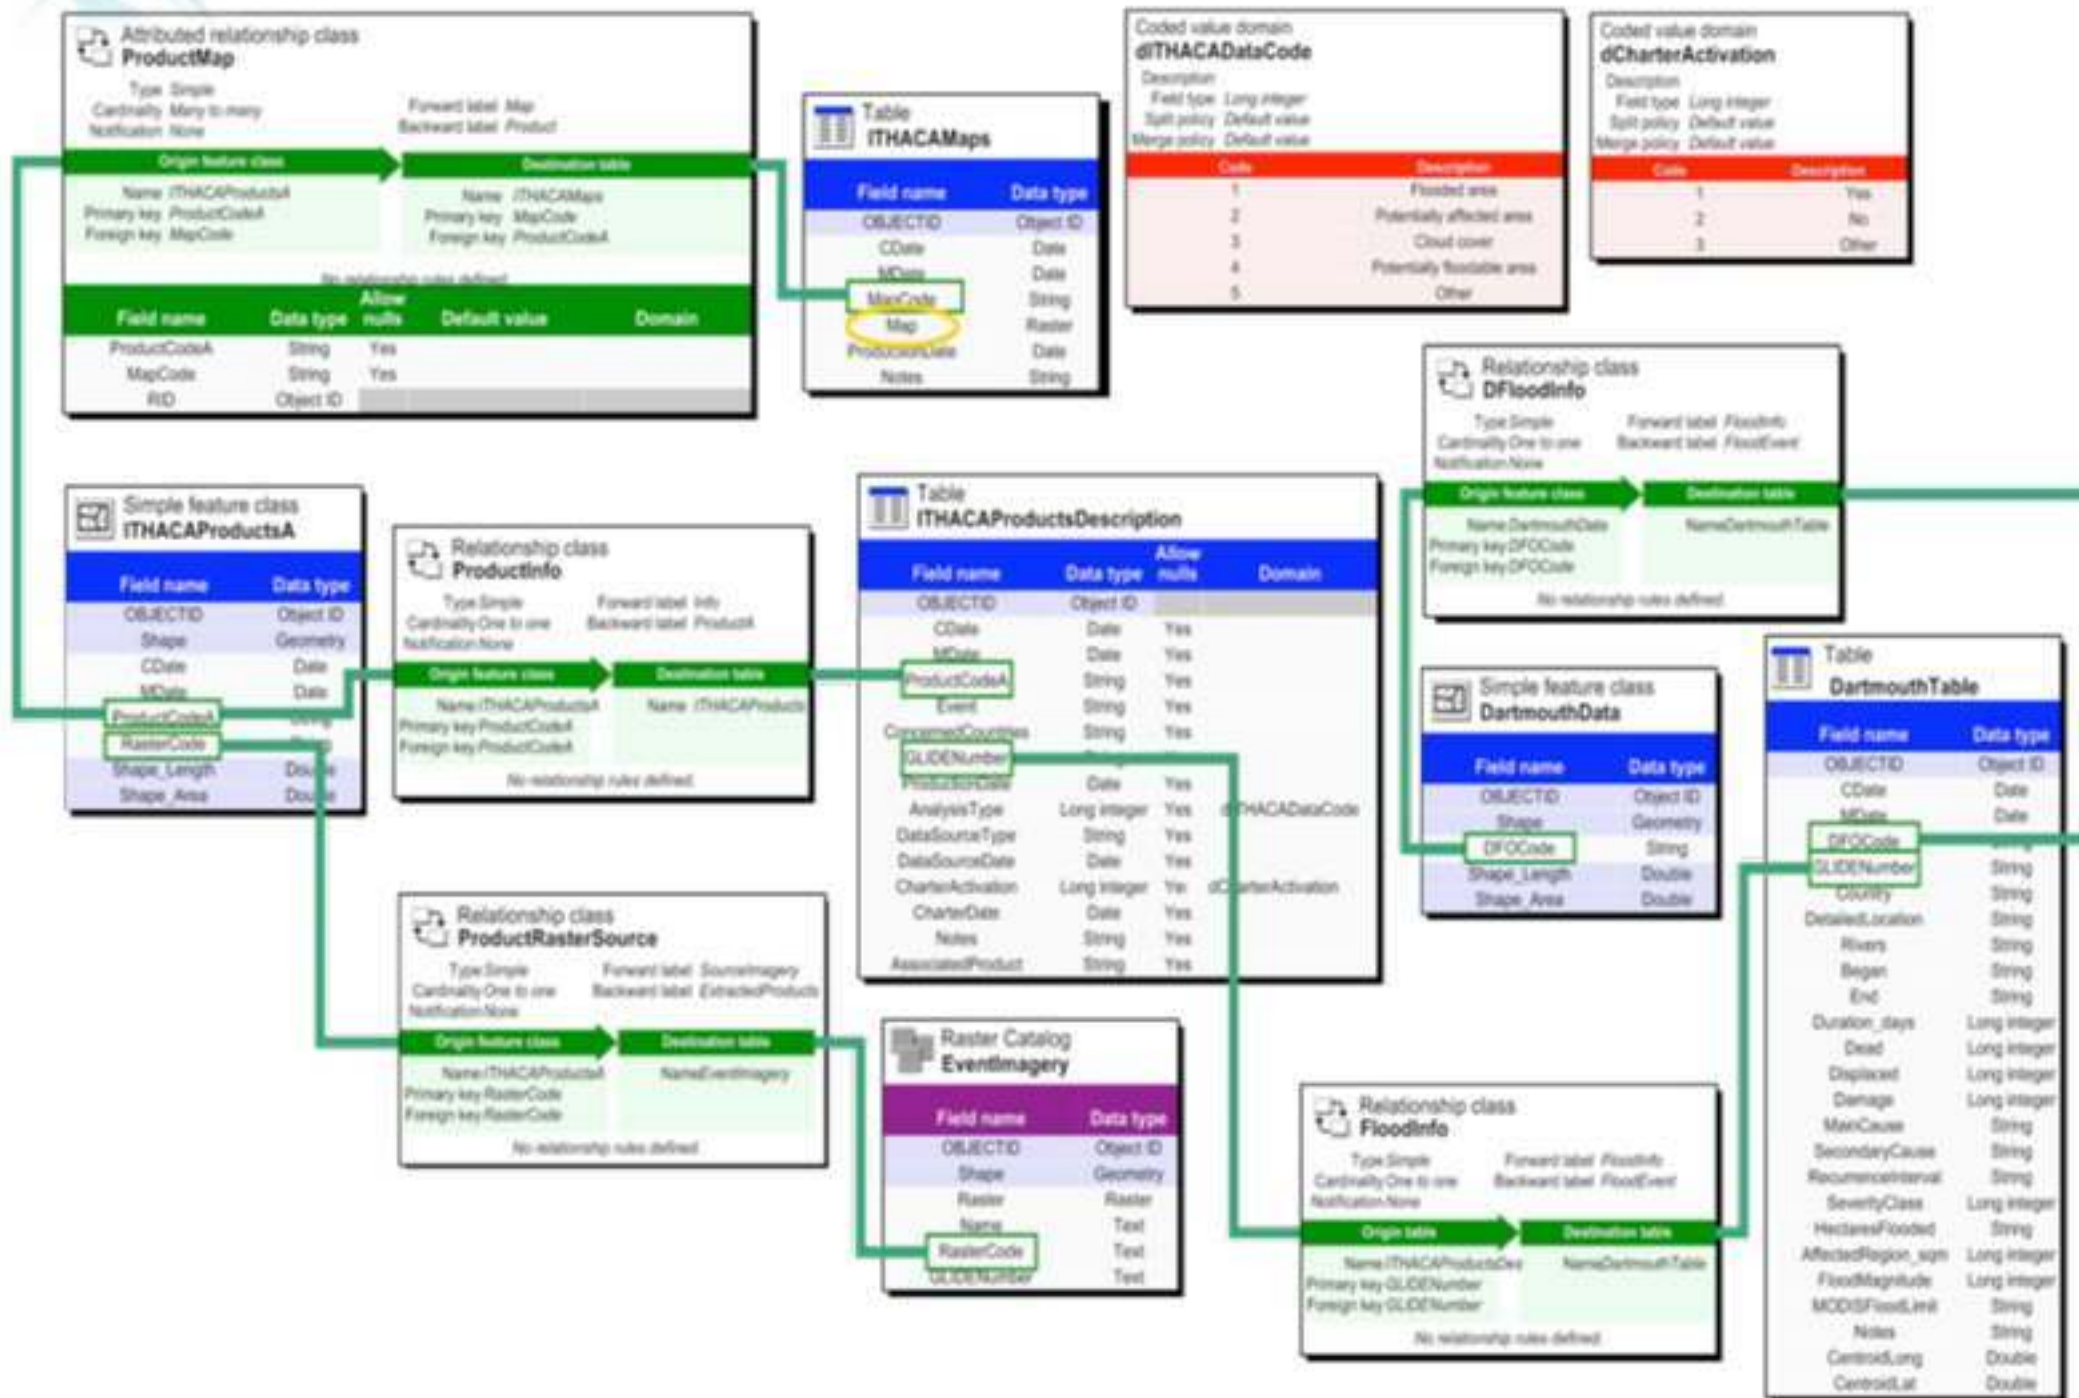 Attributed relationship class
ProductMap
Type Simple
Cardinality Many to many
Notification None
Forward label Map
Backward label Product
Origin feature class
Destination table
Name ITHACAProductsA
Primary key ProductCodeA
Foreign key MapCode
Name ITHACAMaps
Primary key MapCode
Foreign key ProductCodeA
No relationship rules defined.
Field name Data type Allow nulls Default value Domain
ProductCodeA String Yes
MapCode String Yes
RID Object ID
Table
ITHACAMaps
Field name Data type
OBJECTID Object ID
CDate Date
MDate Date
MapCode String
Map Raster
ProductionDate Date
Notes String
Coded value domain
dITHACADataCode
Description
Field type Long integer
Split policy Default value
Merge policy Default value
Code Description
1 Flooded area
2 Potentially affected area
3 Cloud cover
4 Potentially floodable area
5 Other
Coded value domain
dCharterActivation
Description
Field type Long integer
Split policy Default value
Merge policy Default value
Code Description
1 Yes
2 No
3 Other
Simple feature class
ITHACAProductsA
Field name Data type
OBJECTID Object ID
Shape Geometry
CDate Date
MDate Date
ProductCodeA String
RasterCode
Shape_Length Double
Shape_Area Double
Relationship class
ProductInfo
Type Simple
Cardinality One to one
Notification None
Forward label Info
Backward label ProductA
Origin feature class
Destination table
Name ITHACAProductsA
Primary key ProductCodeA
Foreign key ProductCodeA
Name ITHACAProducts
No relationship rules defined.
Table
ITHACAProductsDescription
Field name Data type Allow nulls Domain
OBJECTID Object ID
CDate Date Yes
MDate Date Yes
ProductCodeA String Yes
Event String Yes
ConcernedCountries String Yes
GLIDENumber
ProductionDate Date Yes
AnalysisType Long integer Yes dITHACADataCode
DataSourceType String Yes
DataSourceDate Date Yes
CharterActivation Long integer Yes dCharterActivation
CharterDate Date Yes
Notes String Yes
AssociatedProduct String Yes
Relationship class
DFloodInfo
Type Simple
Cardinality One to one
Notification None
Forward label FloodInfo
Backward label FloodEvent
Origin feature class
Destination table
Name DartmouthData
Primary key DFOCode
Foreign key DFOCode
Name DartmouthTable
No relationship rules defined.
Simple feature class
DartmouthData
Field name Data type
OBJECTID Object ID
Shape Geometry
DFOCode String
Shape_Length Double
Shape_Area Double
Table
DartmouthTable
Field name Data type
OBJECTID Object ID
CDate Date
MDate Date
DFOCode
GLIDENumber String
Country String
DetailedLocation String
Rivers String
Began String
End String
Duration_days Long integer
Dead Long integer
Displaced Long integer
Damage Long integer
MainCause String
SecondaryCause String
RecurrenceInterval String
SeverityClass Long integer
HectaresFlooded String
AffectedRegion_sqm Long integer
FloodMagnitude Long integer
MODISFloodLimit String
Notes String
CentroidLong Double
CentroidLat Double
Relationship class
ProductRasterSource
Type Simple
Cardinality One to one
Notification None
Forward label SourceImagery
Backward label ExtractedProducts
Origin feature class
Destination table
Name ITHACAProductsA
Primary key RasterCode
Foreign key RasterCode
Name EventImagery
No relationship rules defined.
Raster Catalog
EventImagery
Field name Data type
OBJECTID Object ID
Shape Geometry
Raster Raster
Name Text
RasterCode Text
GLIDENumber Text
Relationship class
FloodInfo
Type Simple
Cardinality One to one
Notification None
Forward label FloodInfo
Backward label FloodEvent
Origin table
Destination table
Name ITHACAProductsDes
Primary key GLIDENumber
Foreign key GLIDENumber
Name DartmouthTable
No relationship rules defined.